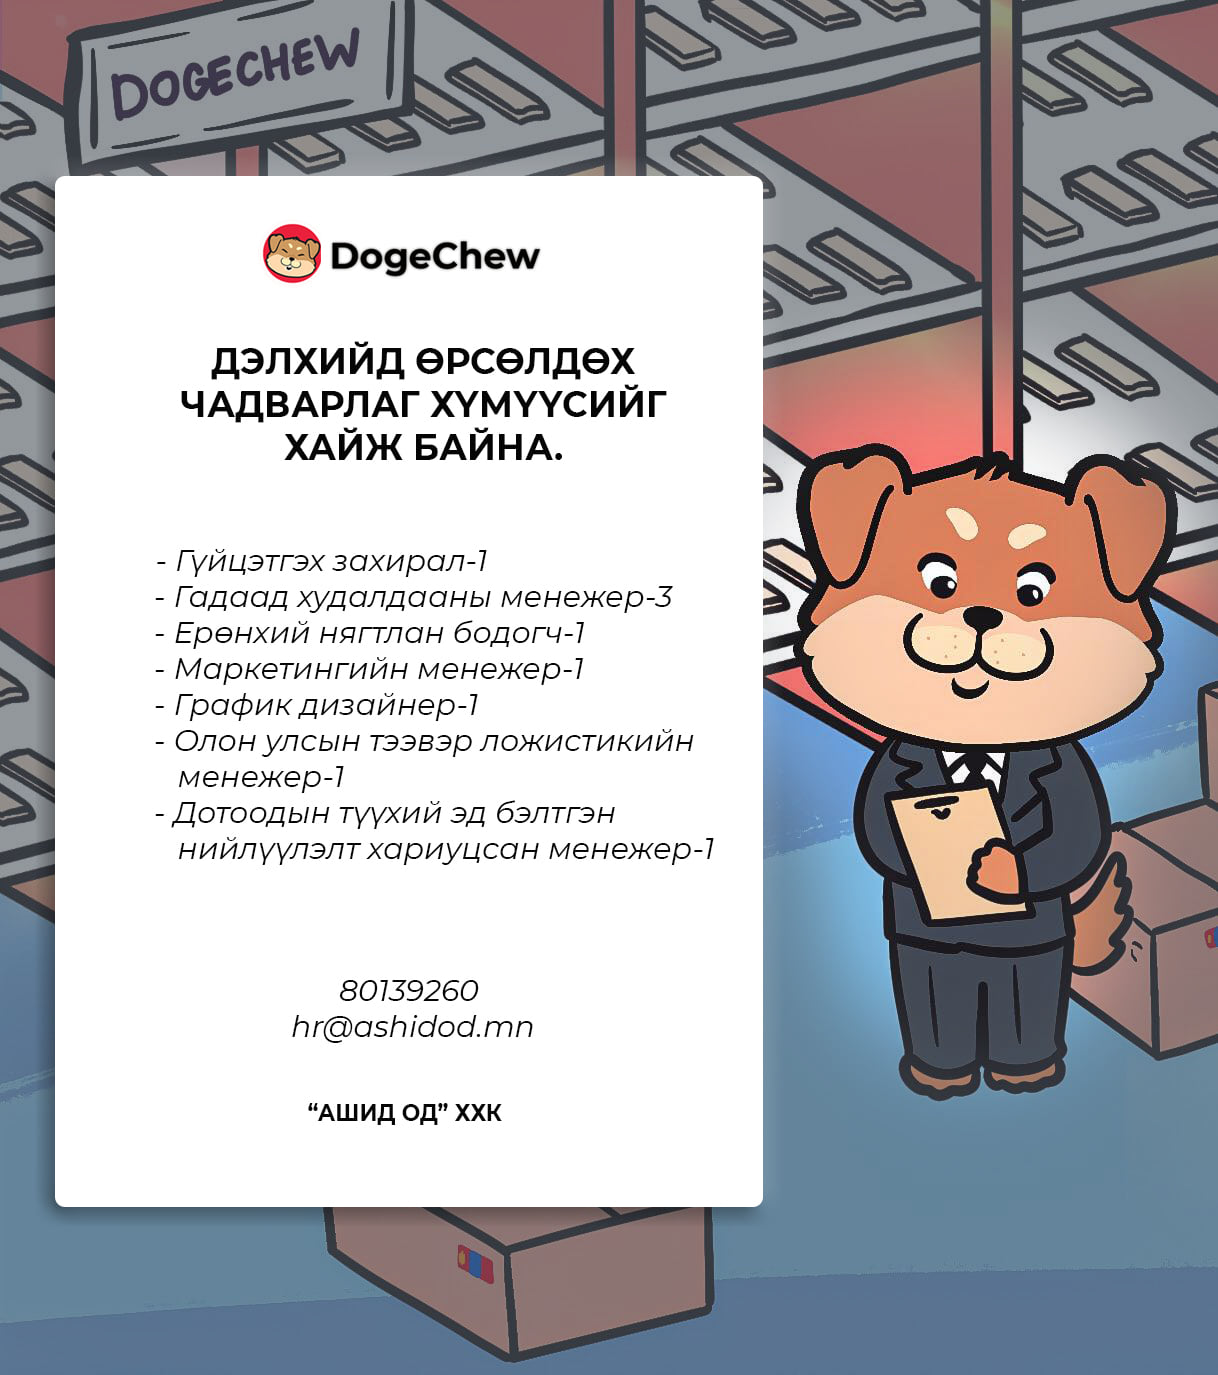 DOGECHEW
DogeChew
ДЭЛХИЙД ӨРСӨЛДӨХ
ЧАДВАРЛАГ ХҮМҮҮСИЙГ
ХАЙЖ БАЙНА.
- Гүйцэтгэх захирал-1
- Гадаад худалдааны менежер-3
- Ерөнхий нягтлан бодогч-1
- Маркетингийн менежер-1
- График дизайнер-1
- Олон улсын тээвэр ложистикийн
менежер-1
- Дотоодын түүхий эд бэлтгэн
нийлүүлэлт хариуцсан менежер-1
80139260
hr@ashidod.mn
“АШИД ОД” ХХК